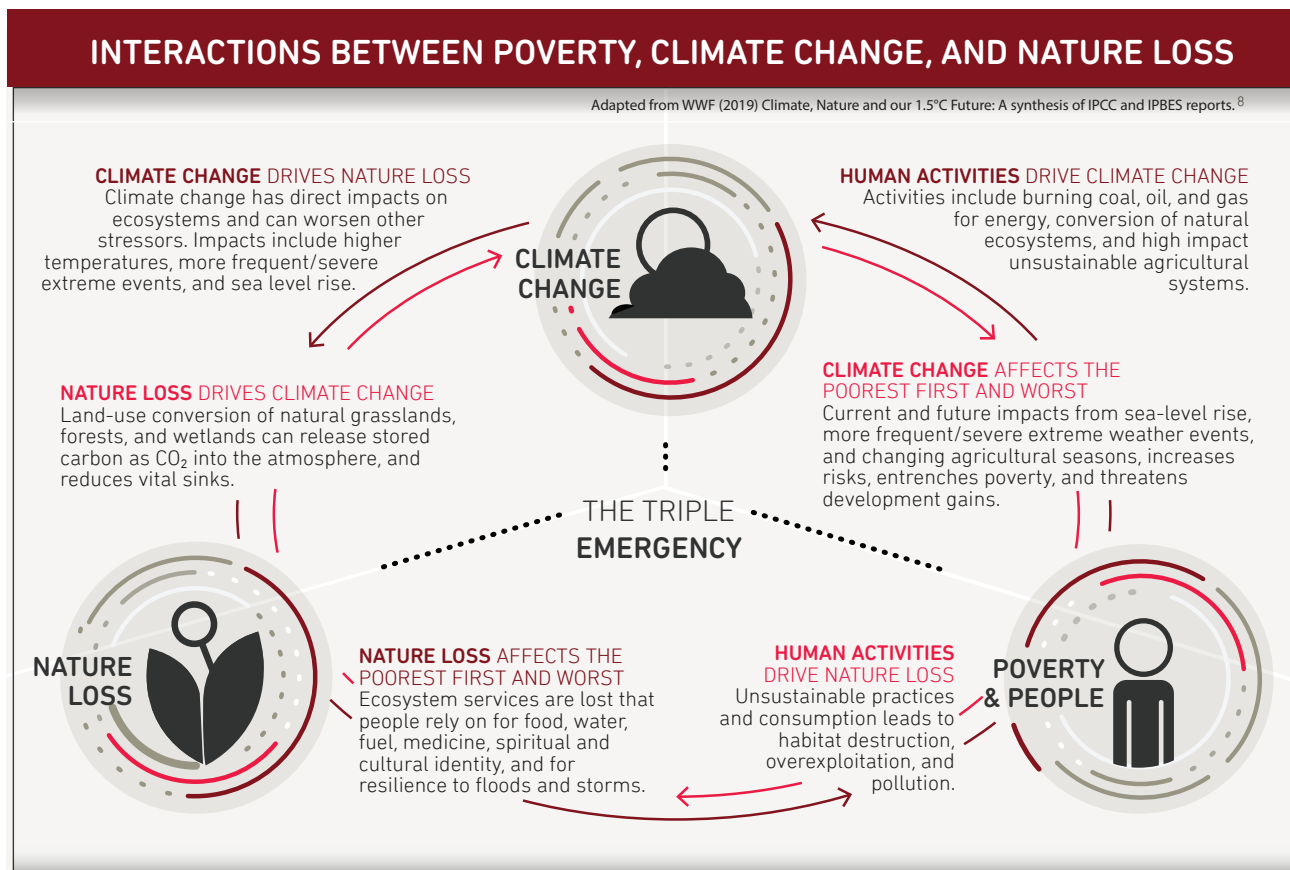 INTERACTIONS BETWEEN POVERTY, CLIMATE CHANGE, AND NATURE LOSS
Adapted from WWF (2019) Climate, Nature and our 1.5°C Future: A synthesis of IPCC and IPBES reports. 8
CLIMATE CHANGE DRIVES NATURE LOSS
Climate change has direct impacts on
ecosystems and can worsen other
stressors. Impacts include higher
temperatures, more frequent/severe
extreme events, and sea level rise.
CLIMATE
CHANGE
HUMAN ACTIVITIES DRIVE CLIMATE CHANGE
Activities include burning coal, oil, and gas
for energy, conversion of natural
ecosystems, and high impact
unsustainable agricultural
systems.
NATURE LOSS DRIVES CLIMATE CHANGE
Land-use conversion of natural grasslands,
forests, and wetlands can release stored
carbon as CO₂ into the atmosphere, and
reduces vital sinks.
CLIMATE CHANGE AFFECTS THE
POOREST FIRST AND WORST
Current and future impacts from sea-level rise,
more frequent/severe extreme weather events,
and changing agricultural seasons, increases
risks, entrenches poverty, and threatens
development gains.
THE TRIPLE
EMERGENCY
NATURE
LOSS
NATURE LOSS AFFECTS THE
POOREST FIRST AND WORST
Ecosystem services are lost that
people rely on for food, water,
fuel, medicine, spiritual and
cultural identity, and for
resilience to floods and storms.
HUMAN ACTIVITIES
DRIVE NATURE LOSS
Unsustainable practices
and consumption leads to
habitat destruction,
overexploitation, and
pollution.
POVERTY
& PEOPLE